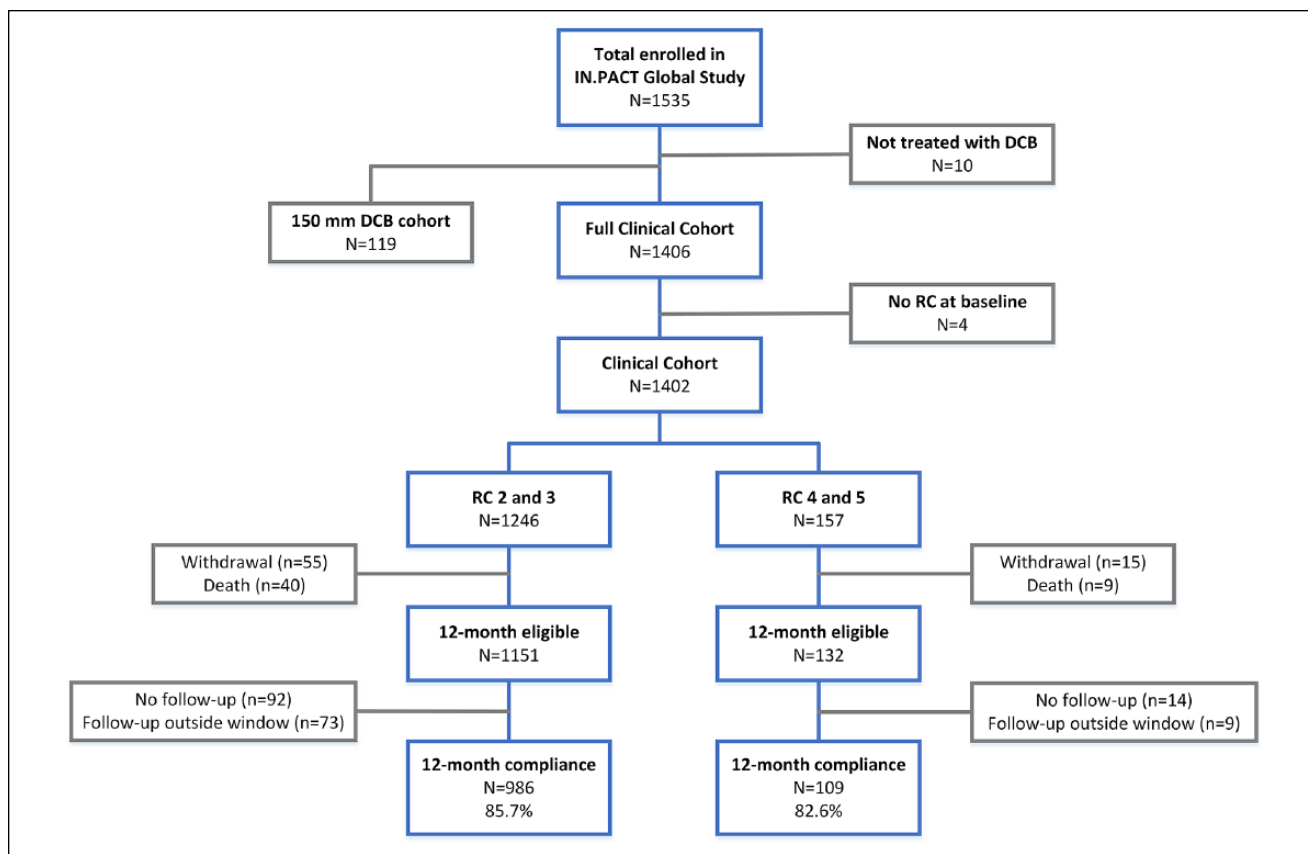 Total enrolled in
IN.PACT Global Study
N=1535
Not treated with DCB
N=10
150 mm DCB cohort
N=119
Full Clinical Cohort
N=1406
No RC at baseline
N=4
Clinical Cohort
N=1402
RC 2 and 3
N=1246
RC 4 and 5
N=157
Withdrawal (n=55)
Death (n=40)
Withdrawal (n=15)
Death (n=9)
12-month eligible
N=1151
12-month eligible
N=132
No follow-up (n=92)
Follow-up outside window (n=73)
No follow-up (n=14)
Follow-up outside window (n=9)
12-month compliance
N=986
85.7%
12-month compliance
N=109
82.6%